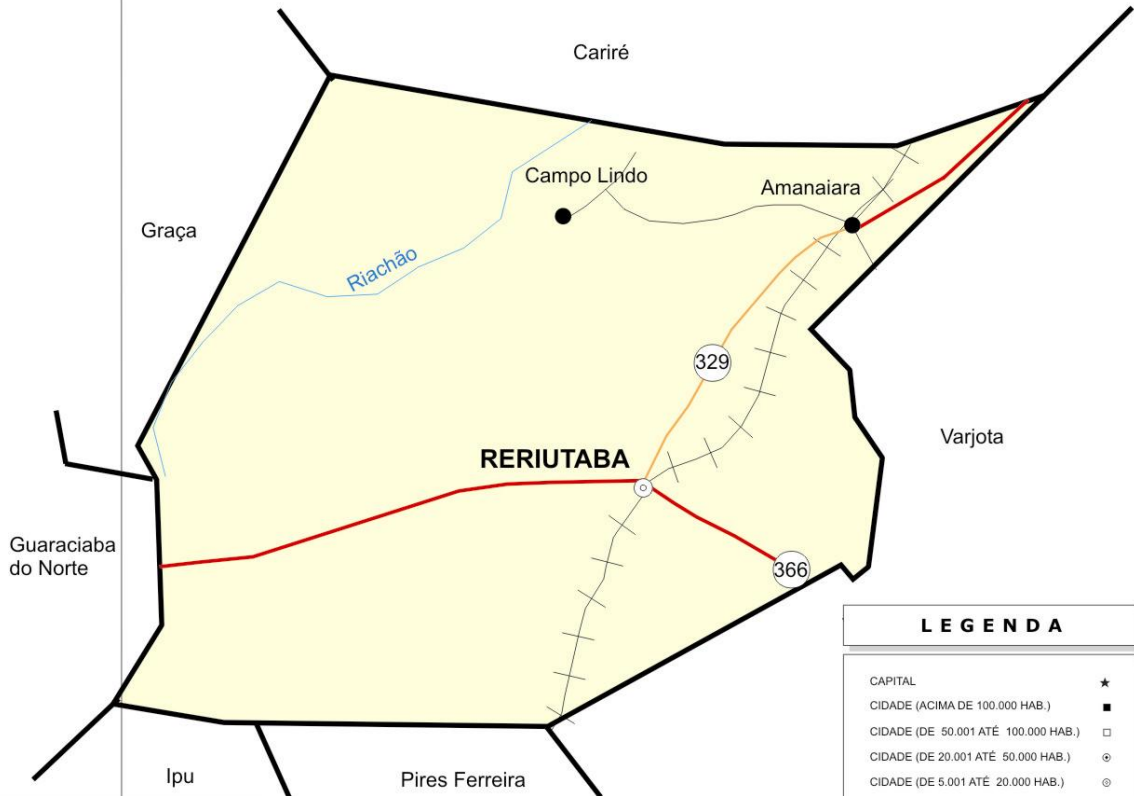 Cariré
Campo Lindo
Amanaiara
Graça
Riachão
329
Varjota
RERIUTABA
Guaraciaba
do Norte
366
Ipu
Pires Ferreira
LEGENDA
CAPITAL
CIDADE (ACIMA DE 100.000 HAB.)
CIDADE (DE 50.001 ATÉ 100.000 HAB.)
CIDADE (DE 20.001 ATÉ 50.000 HAB.)
CIDADE (DE 5.001 ATÉ 20.000 HAB.)